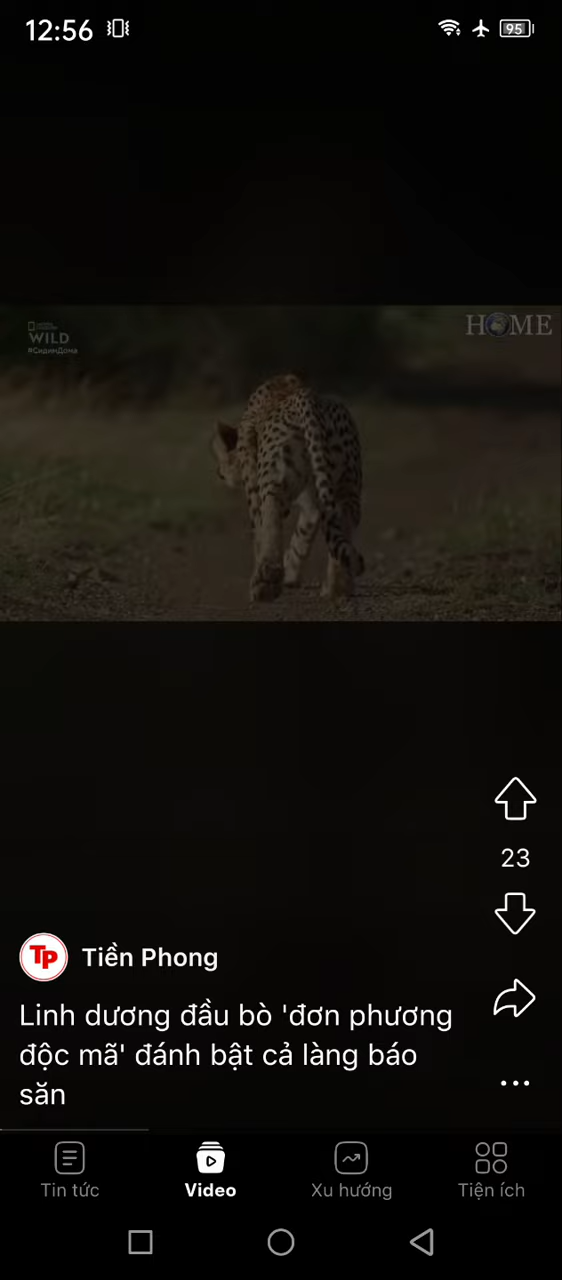 12:56
95
WILD
#СидимДома
HOME
TP
Tiền Phong
23
Linh dương đầu bò 'đơn phương
độc mã' đánh bật cả làng báo
săn
Tin tức
Video
Xu hướng
Tiện ích